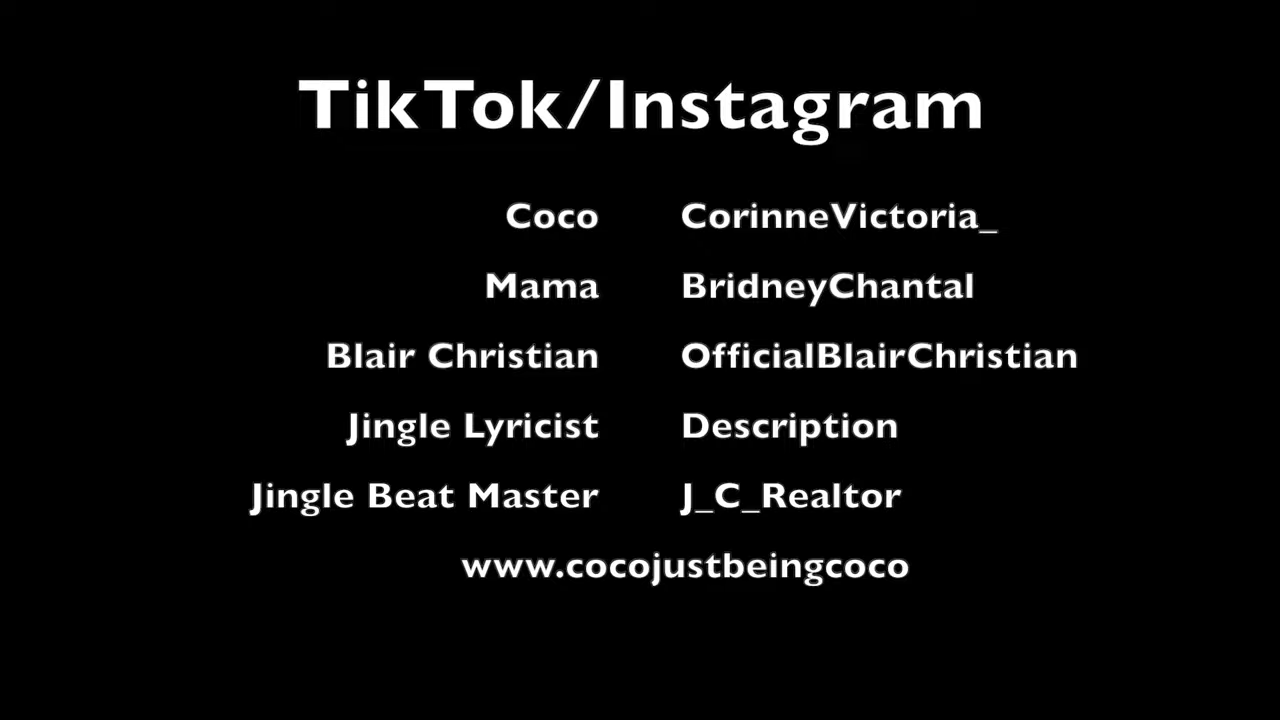 TikTok/Instagram
Coco CorinneVictoria_
Mama BridneyChantal
Blair Christian OfficialBlairChristian
Jingle Lyricist Description
Jingle Beat Master J_C_Realtor
www.cocojustbeingcoco